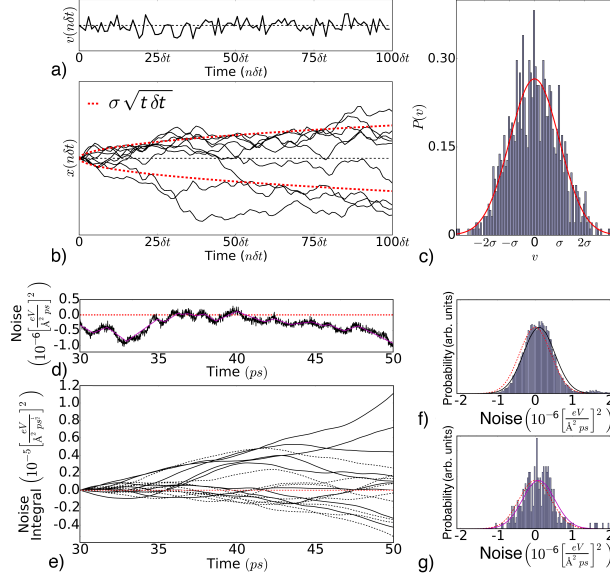 v(nδt)
0 25δt 50δt 75δt 100δt
a) Time (nδt)
σ√t δt
x(nδt)
0 25δt 50δt 75δt 100δt
b) Time (nδt)
0.30
0.15
0
P(v)
−2σ −σ 0 σ 2σ
c) v
Noise
(10⁻⁶[eV/Å² ps]²)
0.5
0.0
-0.5
-1.0
30 35 40 45 50
d) Time (ps)
Noise
Integral (10⁻⁵[eV/Å² ps²]²)
1.2
1.0
0.8
0.6
0.4
0.2
0.0
-0.2
-0.4
30 35 40 45 50
e) Time (ps)
Probability (arb. units)
-2 -1 0 1 2
f) Noise (10⁻⁶[eV/Å² ps]²)
Probability (arb. units)
-2 -1 0 1 2
g) Noise (10⁻⁶[eV/Å² ps]²)